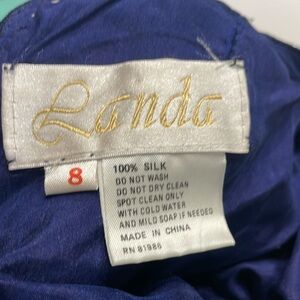 Landa
8
100% SILK
DO NOT WASH
DO NOT DRY CLEAN
SPOT CLEAN ONLY
WITH COLD WATER
AND MILD SOAP IF NEEDED
MADE IN CHINA
RN 81986